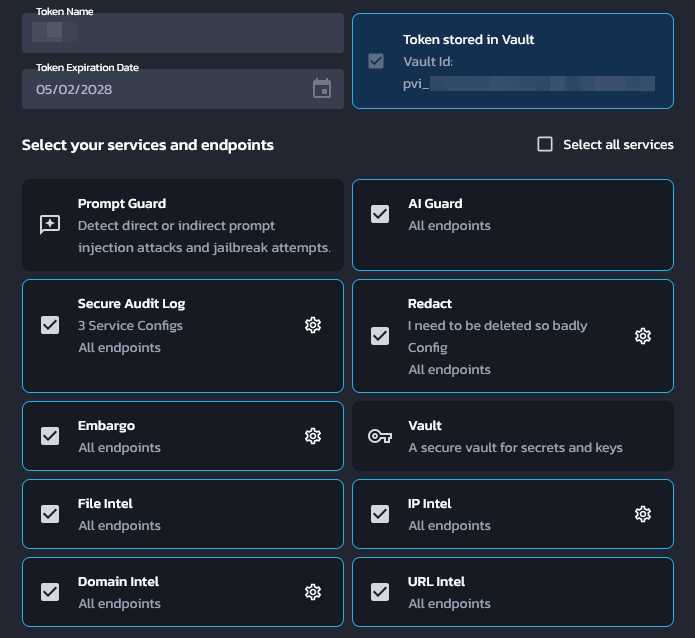 Token Name
Token stored in Vault
Vault Id:
pvi_
Token Expiration Date
05/02/2028
Select your services and endpoints
Select all services
Prompt Guard
Detect direct or indirect prompt
injection attacks and jailbreak attempts.
AI Guard
All endpoints
Secure Audit Log
3 Service Configs
All endpoints
Redact
I need to be deleted so badly
Config
All endpoints
Embargo
All endpoints
Vault
A secure vault for secrets and keys
File Intel
All endpoints
IP Intel
All endpoints
Domain Intel
All endpoints
URL Intel
All endpoints